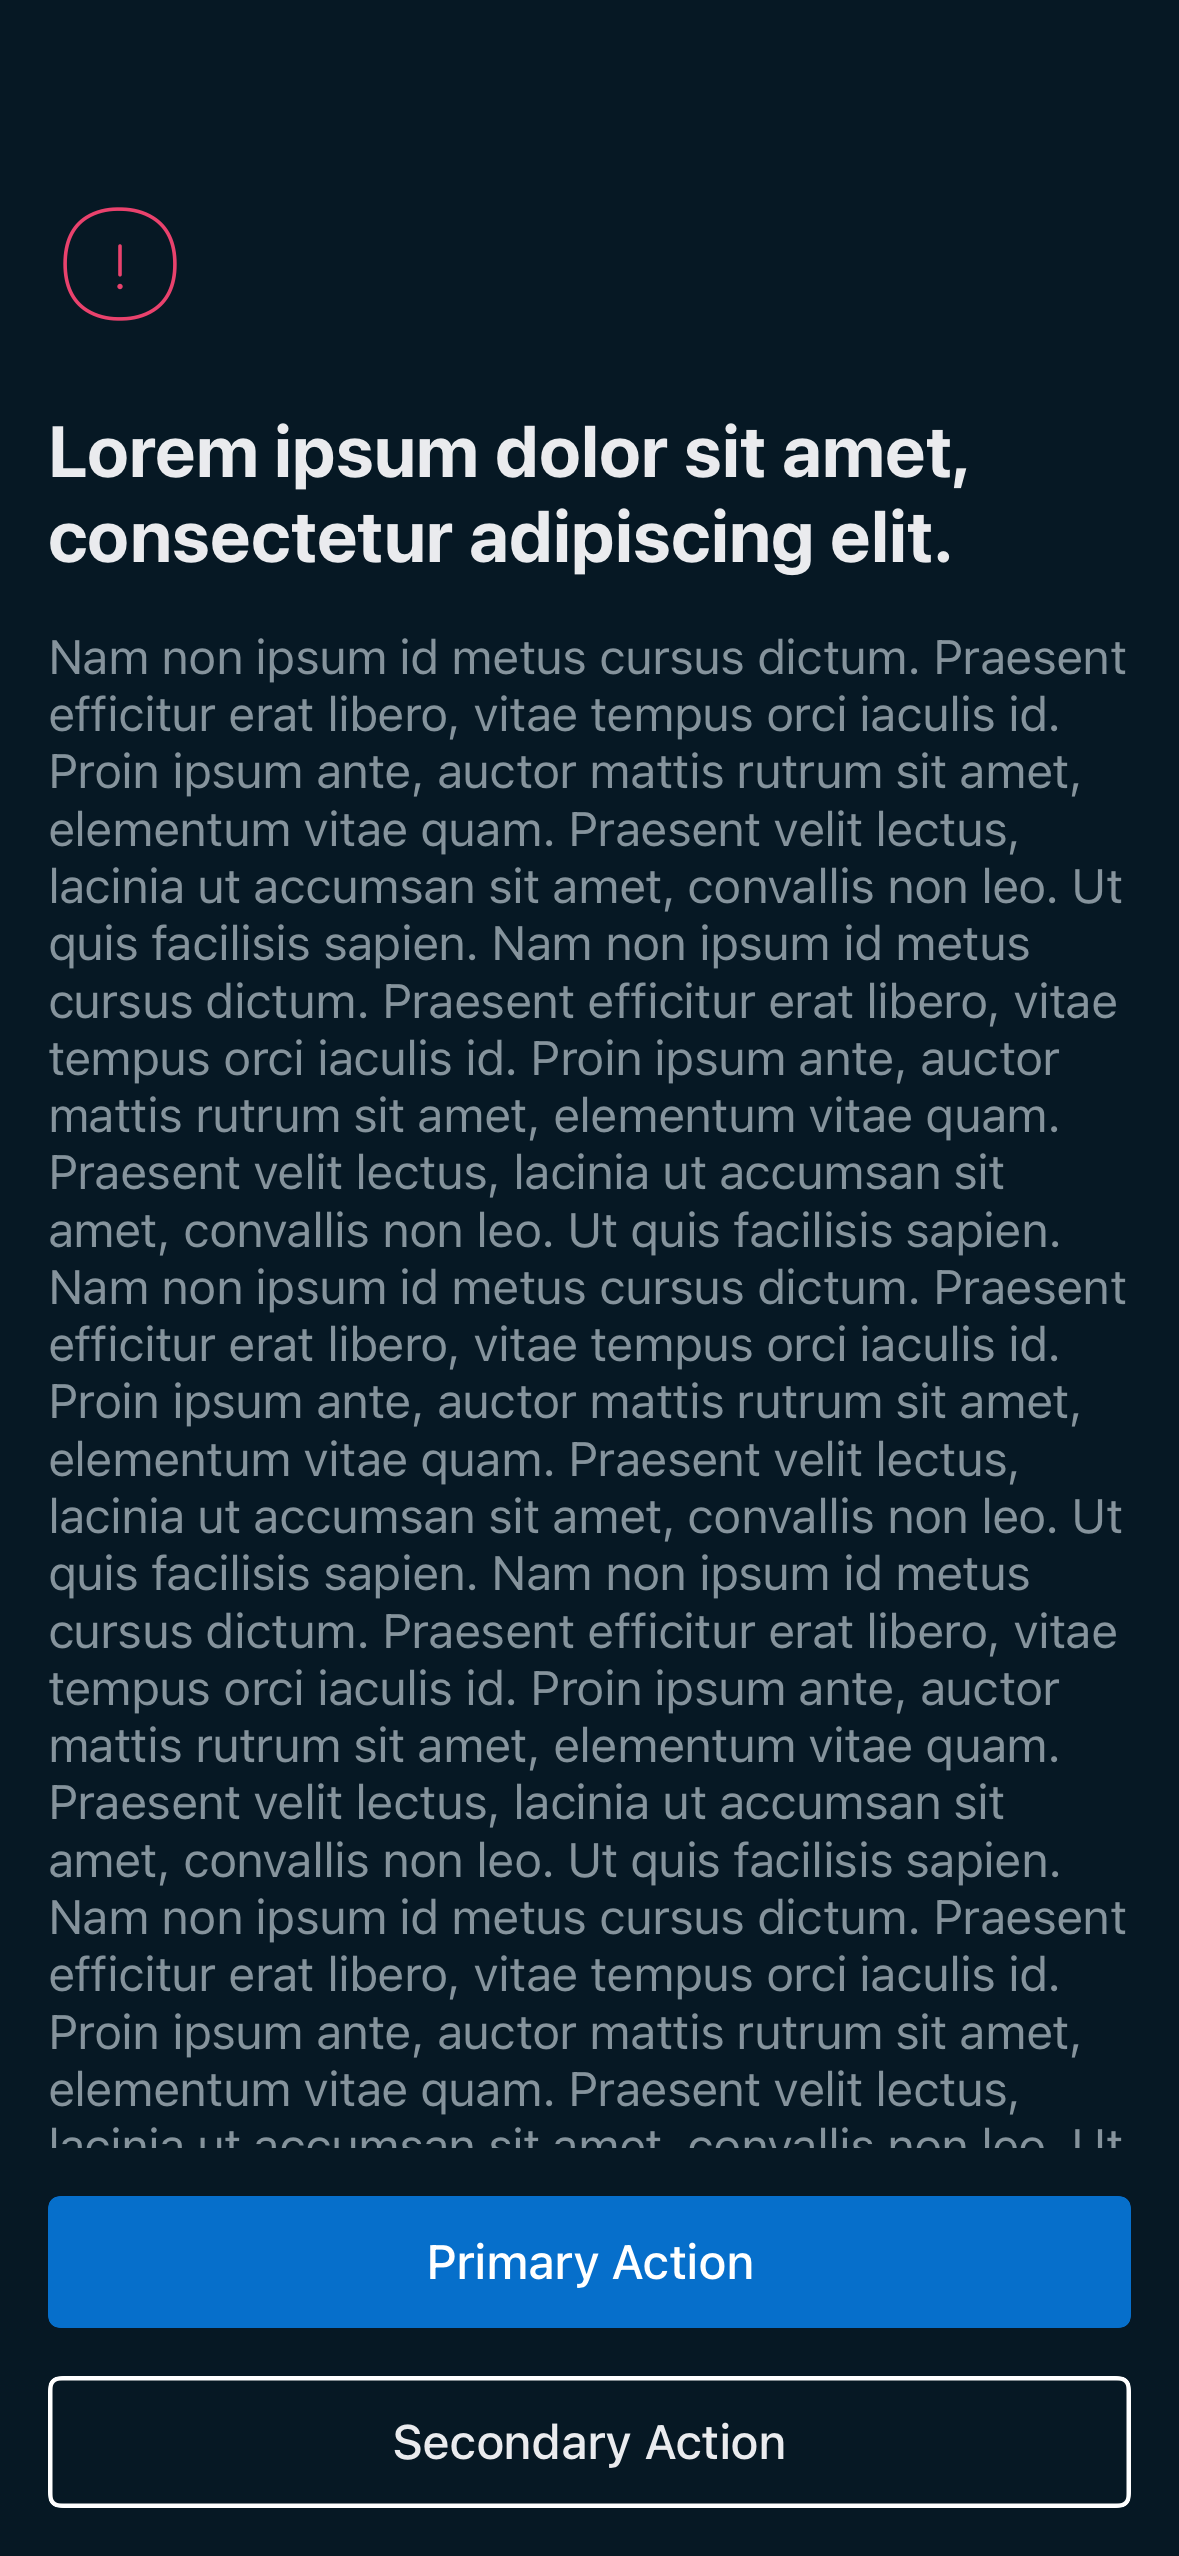 !
Lorem ipsum dolor sit amet,
consectetur adipiscing elit.
Nam non ipsum id metus cursus dictum. Praesent
efficitur erat libero, vitae tempus orci iaculis id.
Proin ipsum ante, auctor mattis rutrum sit amet,
elementum vitae quam. Praesent velit lectus,
lacinia ut accumsan sit amet, convallis non leo. Ut
quis facilisis sapien. Nam non ipsum id metus
cursus dictum. Praesent efficitur erat libero, vitae
tempus orci iaculis id. Proin ipsum ante, auctor
mattis rutrum sit amet, elementum vitae quam.
Praesent velit lectus, lacinia ut accumsan sit
amet, convallis non leo. Ut quis facilisis sapien.
Nam non ipsum id metus cursus dictum. Praesent
efficitur erat libero, vitae tempus orci iaculis id.
Proin ipsum ante, auctor mattis rutrum sit amet,
elementum vitae quam. Praesent velit lectus,
lacinia ut accumsan sit amet, convallis non leo. Ut
quis facilisis sapien. Nam non ipsum id metus
cursus dictum. Praesent efficitur erat libero, vitae
tempus orci iaculis id. Proin ipsum ante, auctor
mattis rutrum sit amet, elementum vitae quam.
Praesent velit lectus, lacinia ut accumsan sit
amet, convallis non leo. Ut quis facilisis sapien.
Nam non ipsum id metus cursus dictum. Praesent
efficitur erat libero, vitae tempus orci iaculis id.
Proin ipsum ante, auctor mattis rutrum sit amet,
elementum vitae quam. Praesent velit lectus,
lacinia ut accumsan sit amet, convallis non leo. Ut
Primary Action
Secondary Action